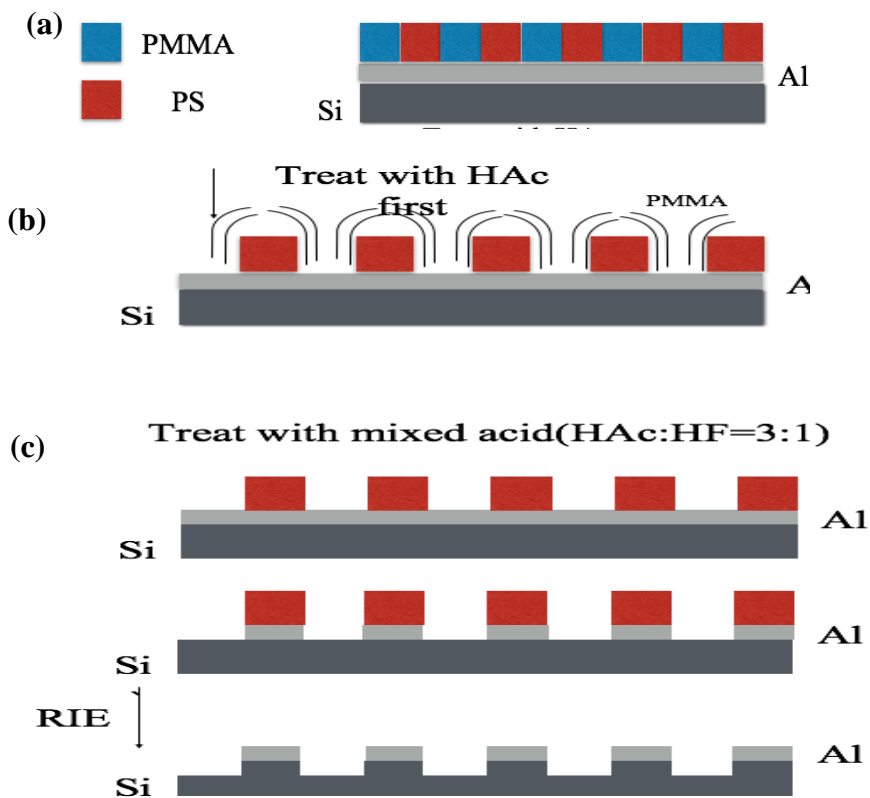 (a)
PMMA
PS
Al
Si
(b)
Treat with HAc
first
PMMA
A
Si
(c)
Treat with mixed acid(HAc:HF=3:1)
Al
Si
Al
Si
RIE
Al
Si